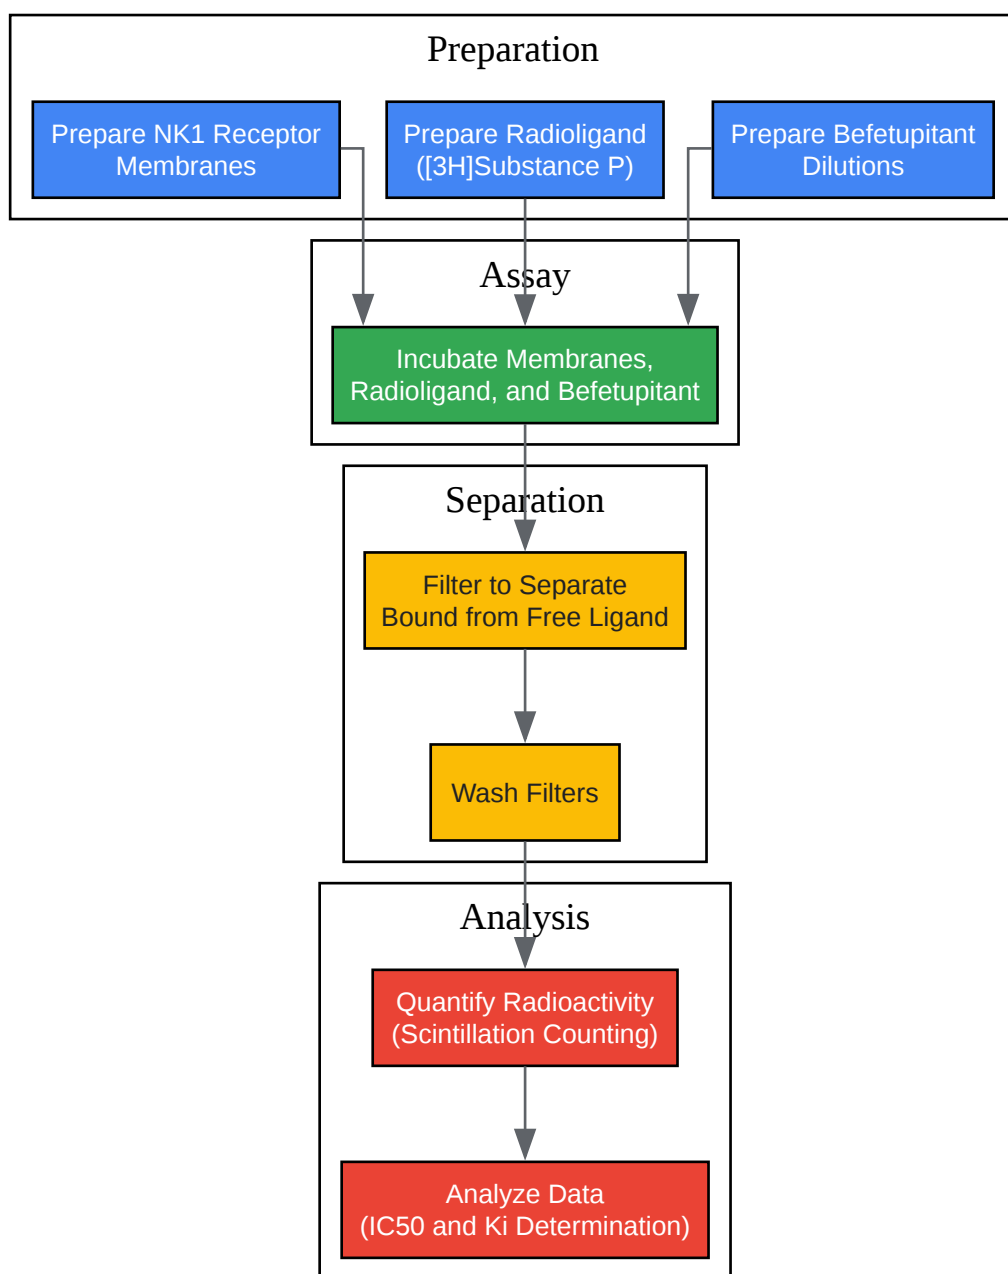 Preparation
Prepare NK1 Receptor
Membranes
Prepare Radioligand
([3H]Substance P)
Prepare Befetupitant
Dilutions
Assay
Incubate Membranes,
Radioligand, and Befetupitant
Separation
Filter to Separate
Bound from Free Ligand
Wash Filters
Analysis
Quantify Radioactivity
(Scintillation Counting)
Analyze Data
(IC50 and Ki Determination)